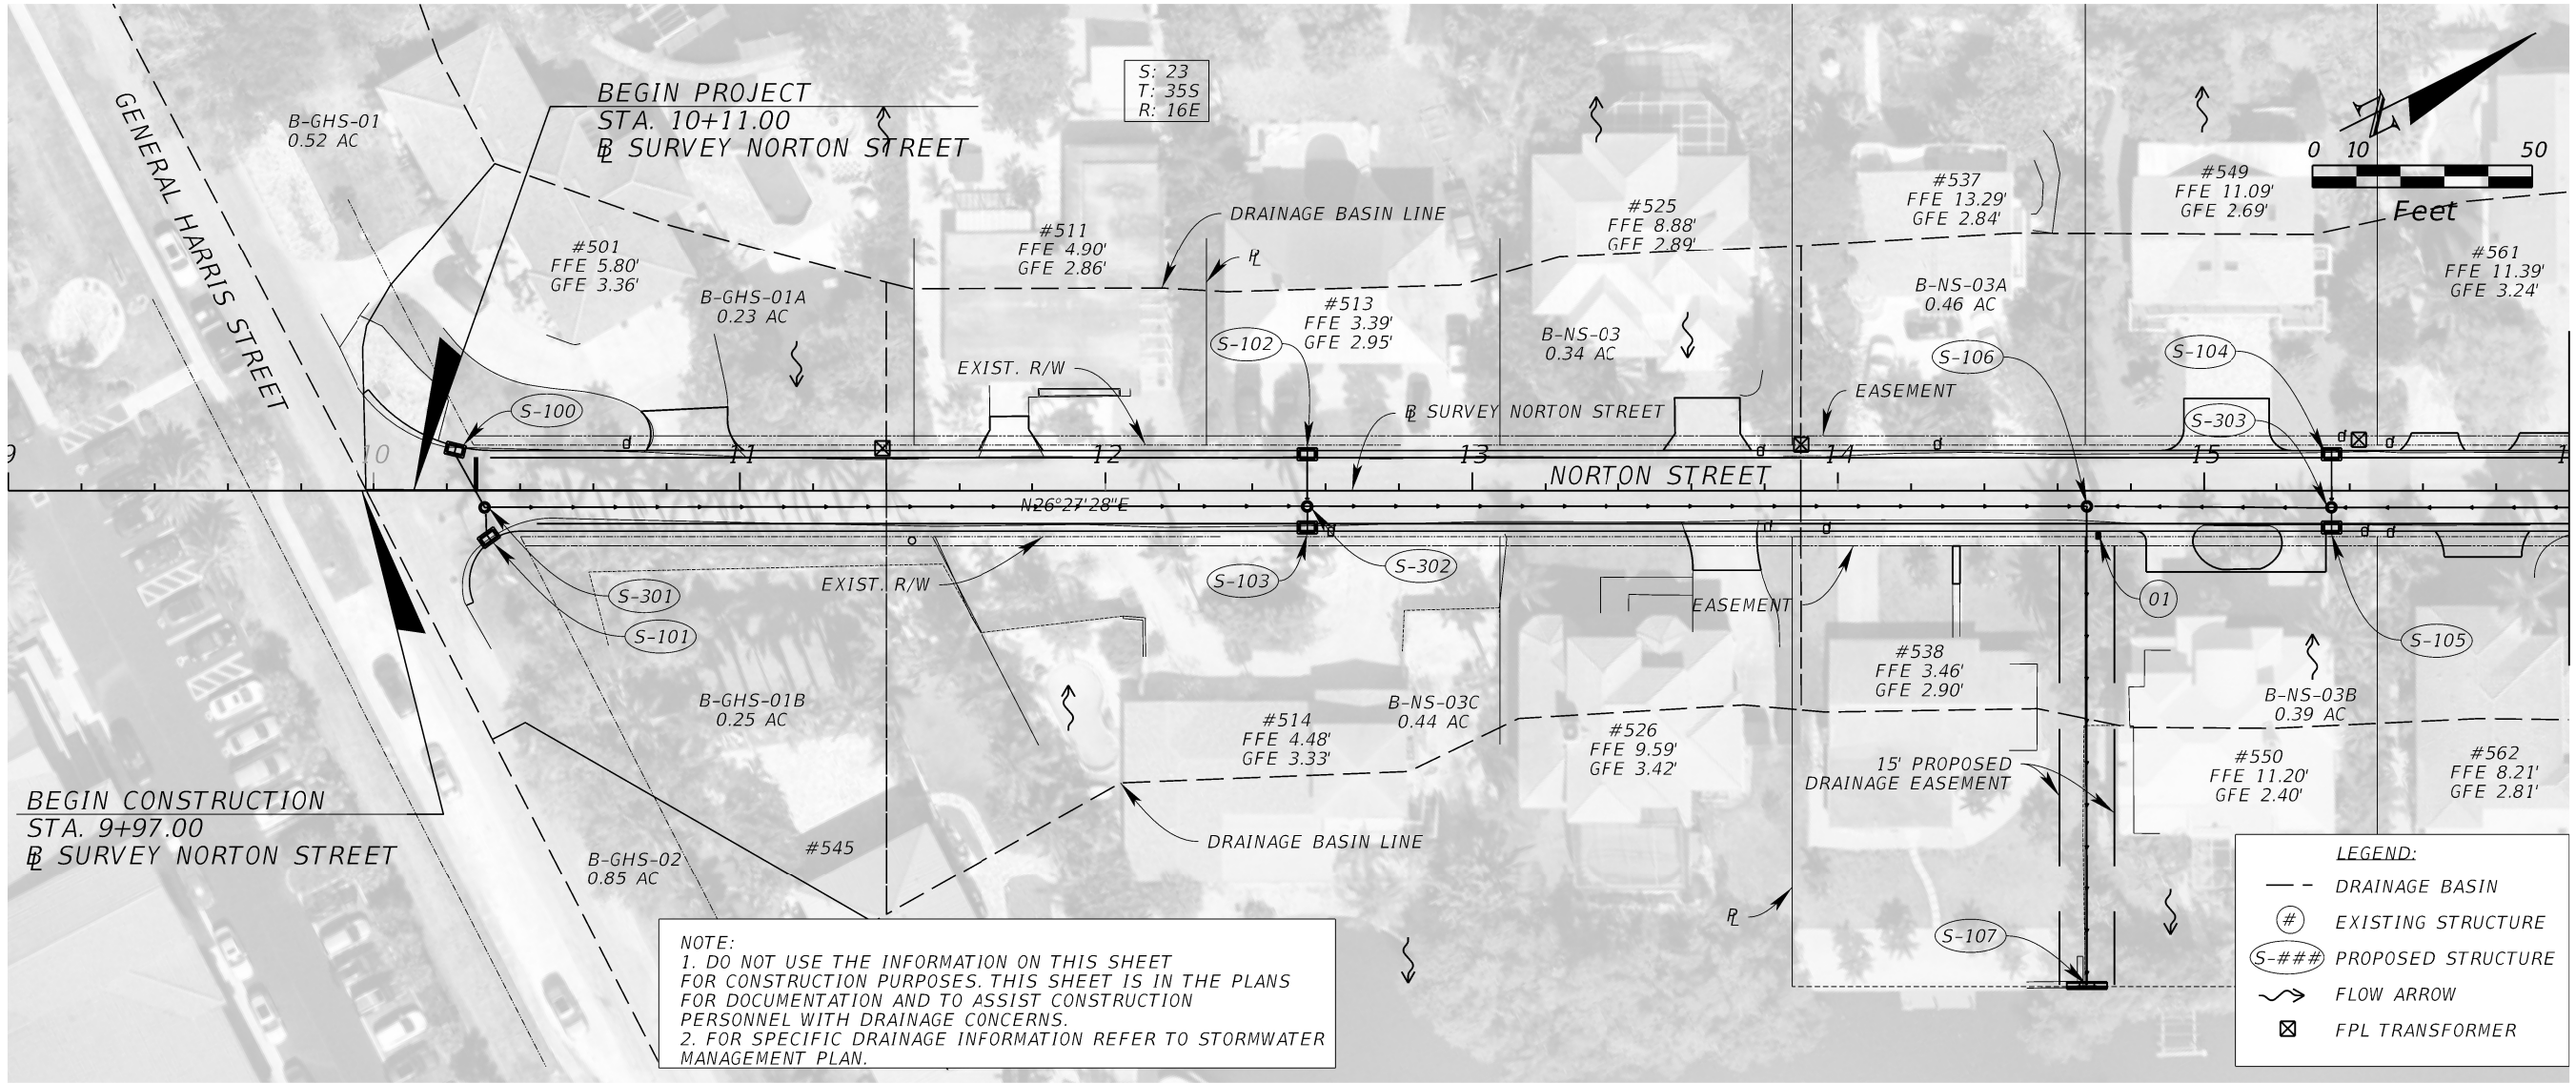 GENERAL HARRIS STREET
B-GHS-01
0.52 AC
BEGIN PROJECT
STA. 10+11.00
BL SURVEY NORTON STREET
S: 23
T: 35S
R: 16E
0 10 50
Feet
#501
FFE 5.80'
GFE 3.36'
B-GHS-01A
0.23 AC
#511
FFE 4.90'
GFE 2.86'
DRAINAGE BASIN LINE
PL
#513
FFE 3.39'
GFE 2.95'
#525
FFE 8.88'
GFE 2.89'
B-NS-03
0.34 AC
#537
FFE 13.29'
GFE 2.84'
B-NS-03A
0.46 AC
#549
FFE 11.09'
GFE 2.69'
#561
FFE 11.39'
GFE 3.24'
S-100
EXIST. R/W
S-102
BL SURVEY NORTON STREET
EASEMENT
S-106
S-104
S-303
9 10 11 12 13 14 15 1
NORTON STREET
N26°27'28"E
EXIST. R/W
S-301
S-101
S-103
S-302
EASEMENT
01
S-105
B-GHS-01B
0.25 AC
#514
FFE 4.48'
GFE 3.33'
B-NS-03C
0.44 AC
#526
FFE 9.59'
GFE 3.42'
#538
FFE 3.46'
GFE 2.90'
15' PROPOSED
DRAINAGE EASEMENT
B-NS-03B
0.39 AC
#550
FFE 11.20'
GFE 2.40'
#562
FFE 8.21'
GFE 2.81'
BEGIN CONSTRUCTION
STA. 9+97.00
BL SURVEY NORTON STREET
B-GHS-02
0.85 AC
#545
DRAINAGE BASIN LINE
PL
S-107
NOTE:
1. DO NOT USE THE INFORMATION ON THIS SHEET
FOR CONSTRUCTION PURPOSES. THIS SHEET IS IN THE PLANS
FOR DOCUMENTATION AND TO ASSIST CONSTRUCTION
PERSONNEL WITH DRAINAGE CONCERNS.
2. FOR SPECIFIC DRAINAGE INFORMATION REFER TO STORMWATER
MANAGEMENT PLAN.
LEGEND:
DRAINAGE BASIN
# EXISTING STRUCTURE
S-### PROPOSED STRUCTURE
FLOW ARROW
FPL TRANSFORMER